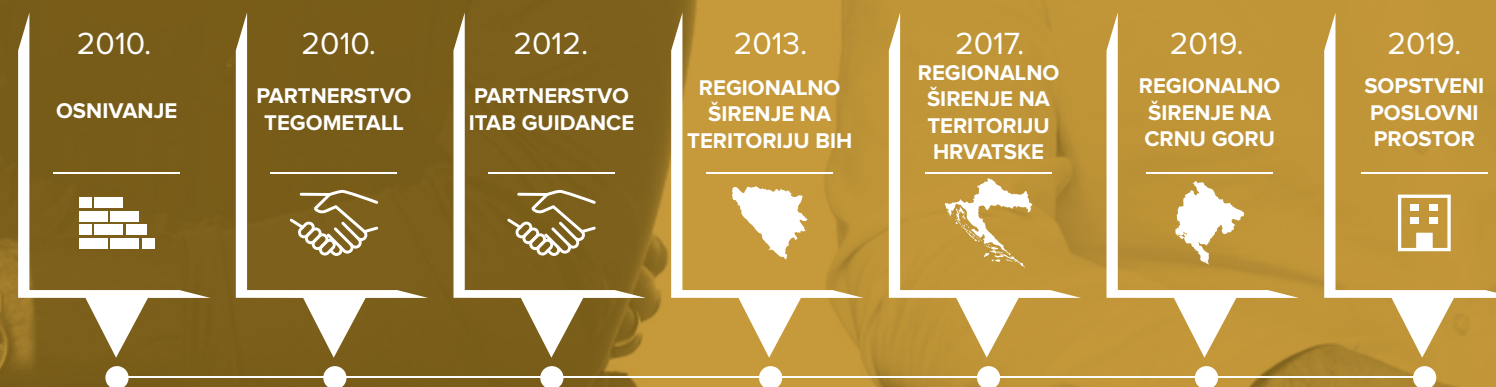 2010.
OSNIVANJE
2010.
PARTNERSTVO
TEGOMETALL
2012.
PARTNERSTVO
ITAB GUIDANCE
2013.
REGIONALNO
ŠIRENJE NA
TERITORIJU BIH
2017.
REGIONALNO
ŠIRENJE NA
TERITORIJU
HRVATSKE
2019.
REGIONALNO
ŠIRENJE NA
CRNU GORU
2019.
SOPSTVENI
POSLOVNI
PROSTOR